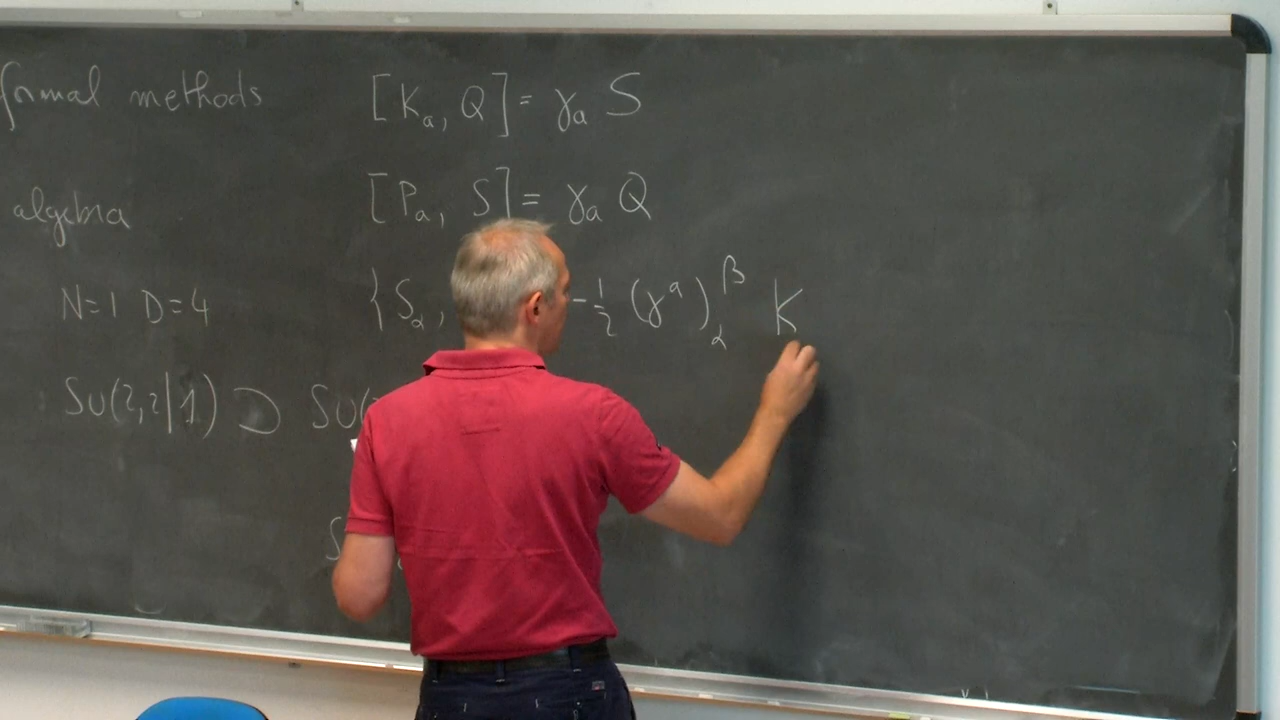 formal methods
[K_a, Q] = γ_a S
algebra
[P_a, S] = γ_a Q
N=1 D=4
{S_α, -1/2 (γ^a)_α^β K
SU(2,2|1) ⊃ SU(
S